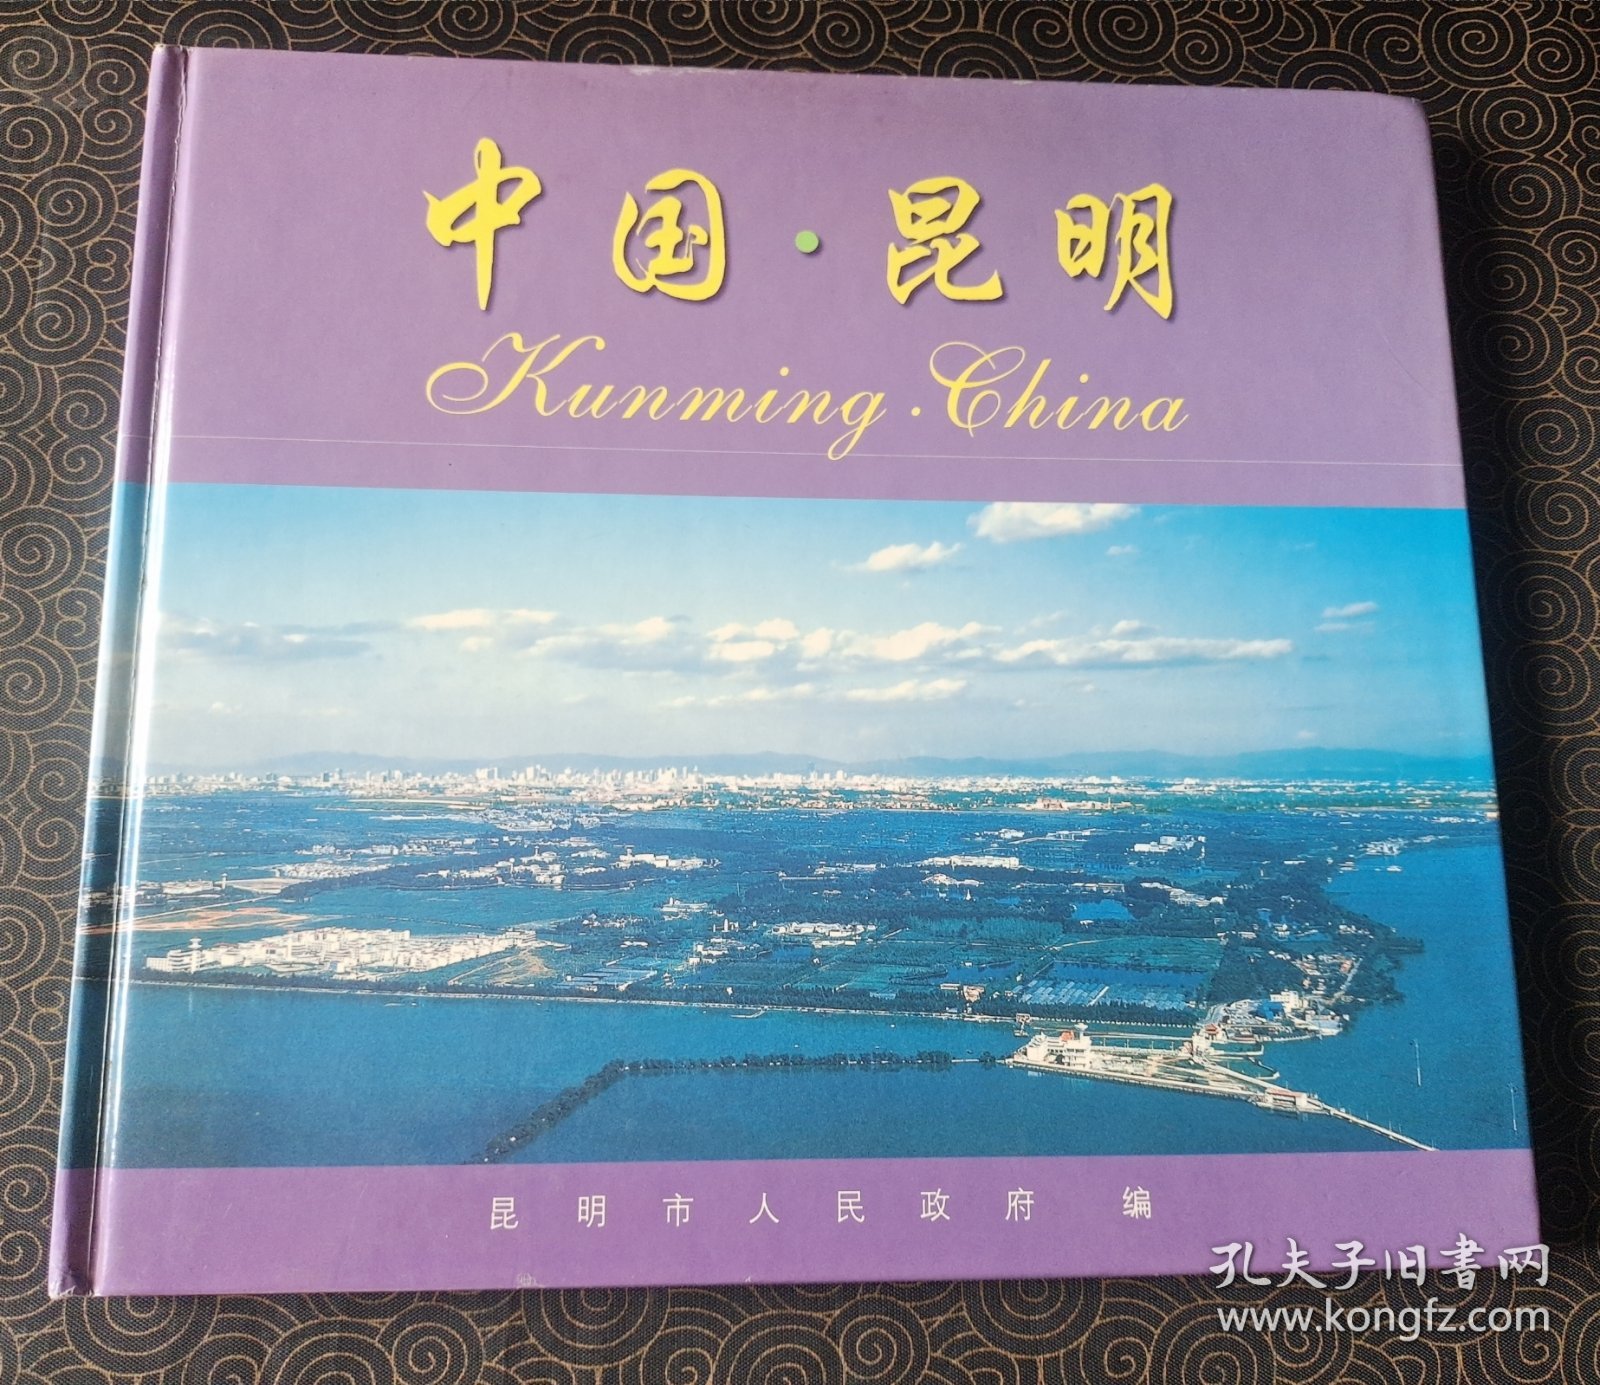 中国·昆明
Kunming·China
昆明市人民政府 编
孔夫子旧書网
www.kongfz.com